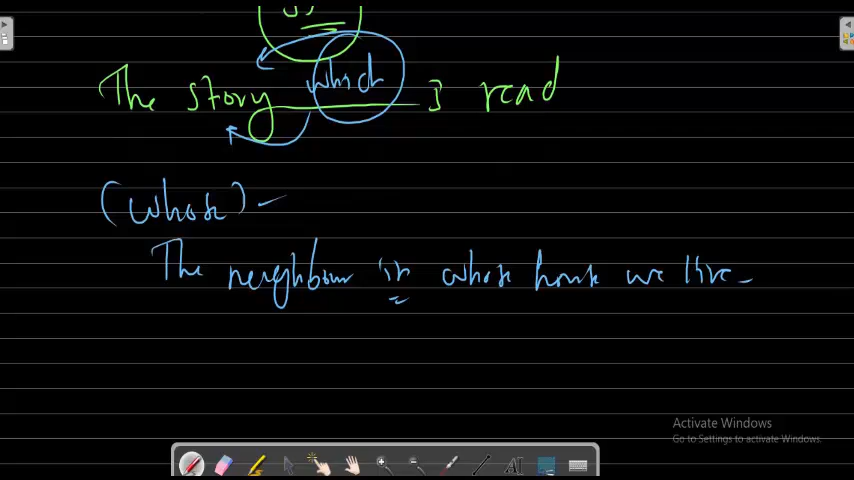 The story which I read
(whose) -
The neighbour in whose house we live -
Activate Windows
Go to Settings to activate Windows.